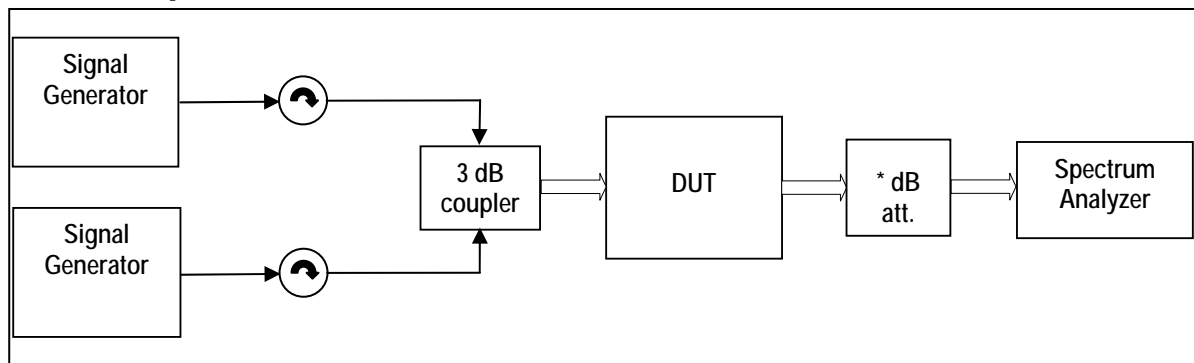 Signal
Generator
3 dB
coupler
DUT
* dB
att.
Spectrum
Analyzer
Signal
Generator